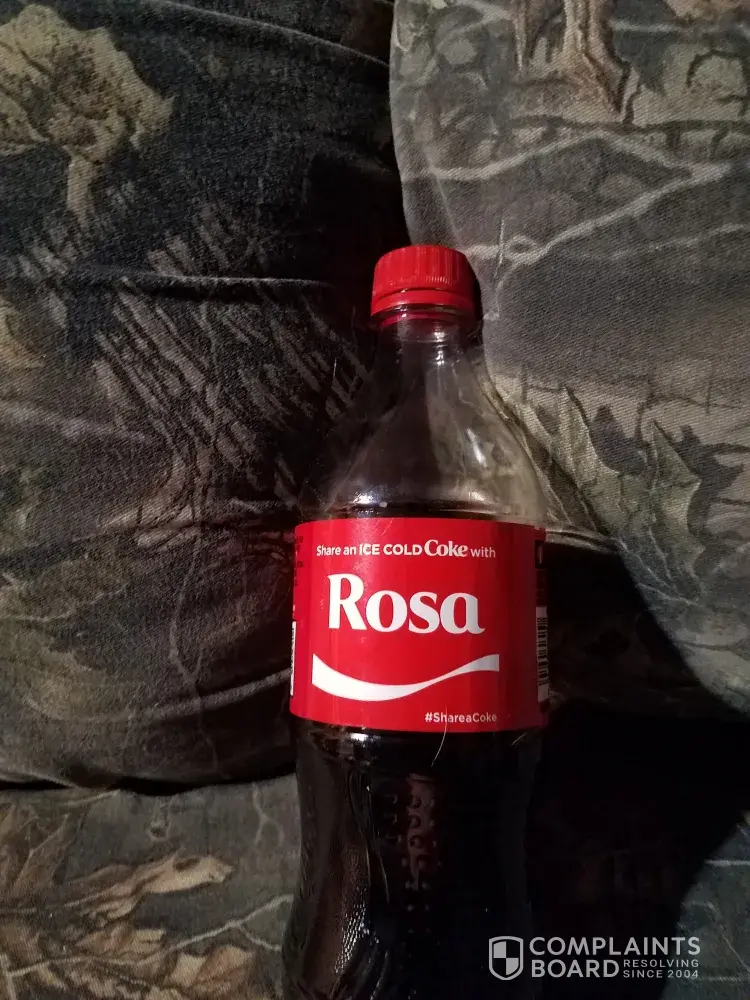 Share an ICE COLD Coke with
Rosa
#ShareaCoke
COMPLAINTS
BOARD RESOLVING
SINCE 2004